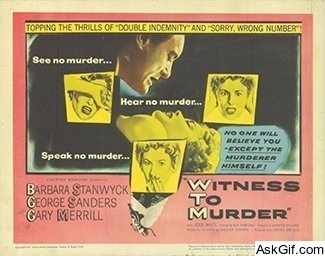 TOPPING THE THRILLS OF "DOUBLE INDEMNITY" AND "SORRY, WRONG NUMBER"!
See no murder...
Hear no murder...
Speak no murder...
NO ONE WILL
BELIEVE YOU
-EXCEPT THE
MURDERER
HIMSELF!
BARBARA STANWYCK
GEORGE SANDERS
GARY MERRILL
WITNESS
TO
MURDER
AskGif.com